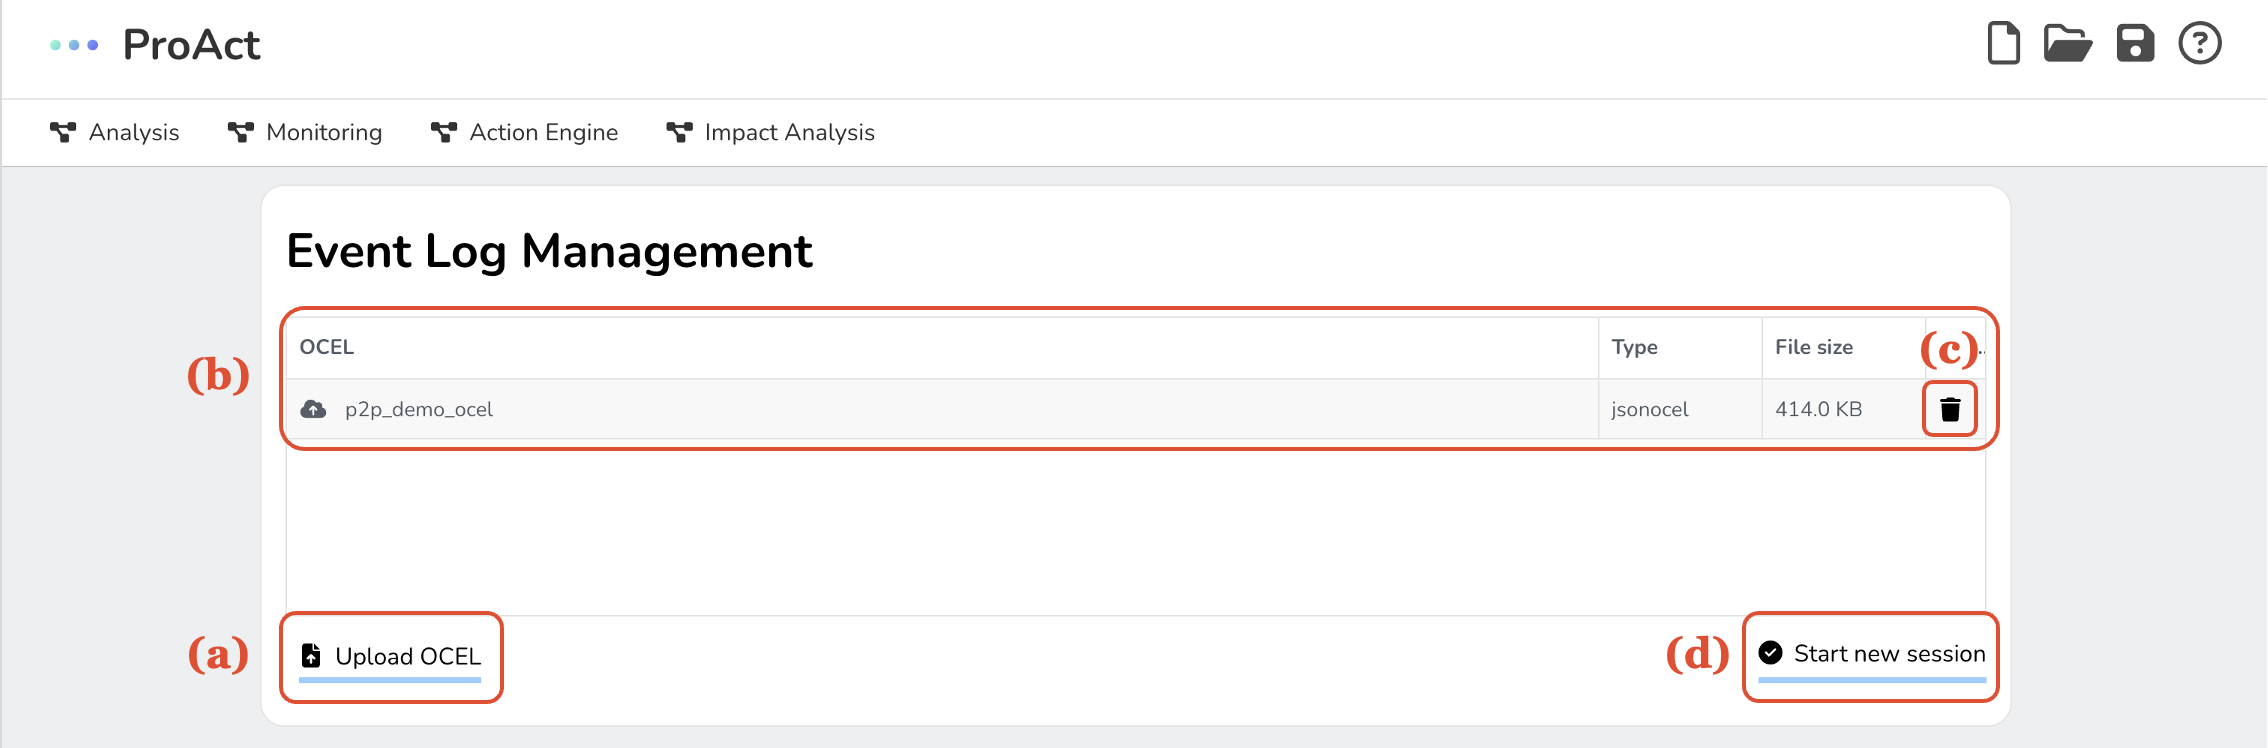 ProAct
Analysis Monitoring Action Engine Impact Analysis
Event Log Management
OCEL Type File size (c) ..
(b)
p2p_demo_ocel jsonocel 414.0 KB
(a) Upload OCEL (d) Start new session